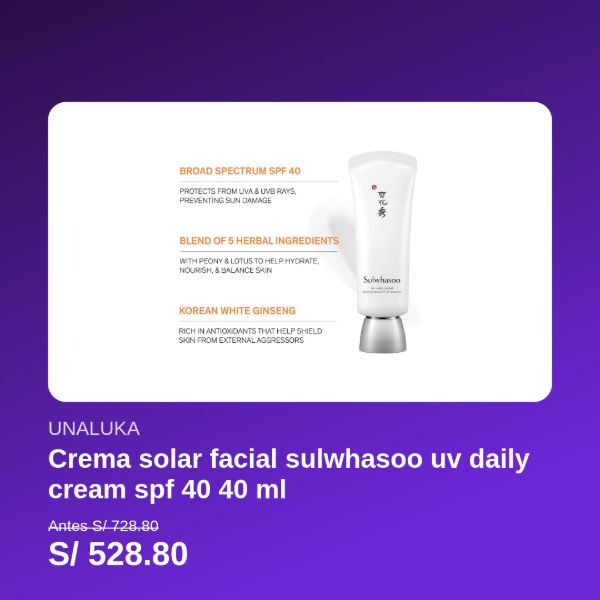 BROAD SPECTRUM SPF 40
PROTECTS FROM UVA & UVB RAYS,
PREVENTING SUN DAMAGE
BLEND OF 5 HERBAL INGREDIENTS
WITH PEONY & LOTUS TO HELP HYDRATE,
NOURISH, & BALANCE SKIN
KOREAN WHITE GINSENG
RICH IN ANTIOXIDANTS THAT HELP SHIELD
SKIN FROM EXTERNAL AGGRESSORS
Sulwhasoo
UNALUKA
Crema solar facial sulwhasoo uv daily
cream spf 40 40 ml
Antes S/ 728.80
S/ 528.80